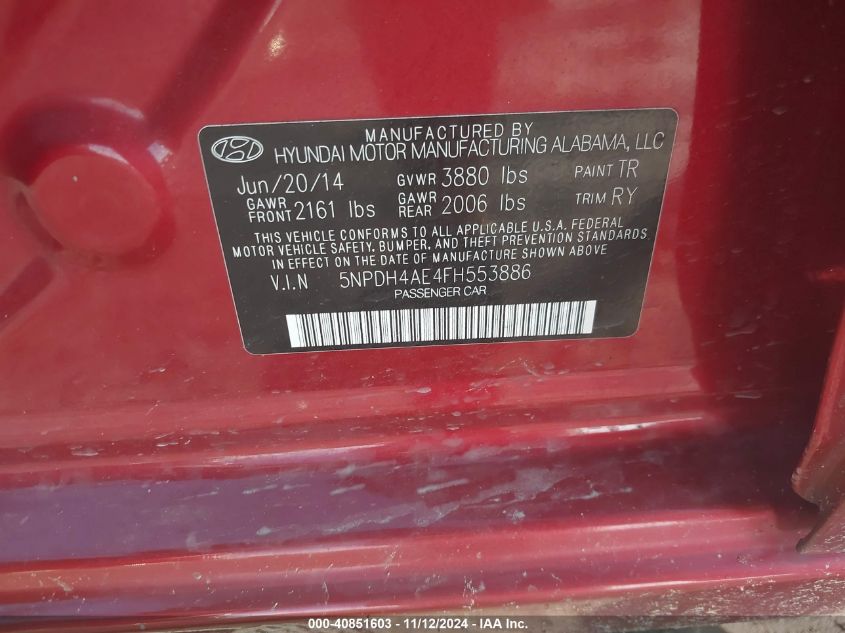 MANUFACTURED BY
HYUNDAI MOTOR MANUFACTURING ALABAMA, LLC
Jun/20/14 GVWR 3880 lbs PAINT TR
GAWR FRONT 2161 lbs GAWR REAR 2006 lbs TRIM RY
THIS VEHICLE CONFORMS TO ALL APPLICABLE U.S.A. FEDERAL
MOTOR VEHICLE SAFETY, BUMPER, AND THEFT PREVENTION STANDARDS
IN EFFECT ON THE DATE OF MANUFACTURE SHOWN ABOVE
V.I.N 5NPDH4AE4FH553886
PASSENGER CAR
000-40851603 - 11/12/2024 - IAA Inc.